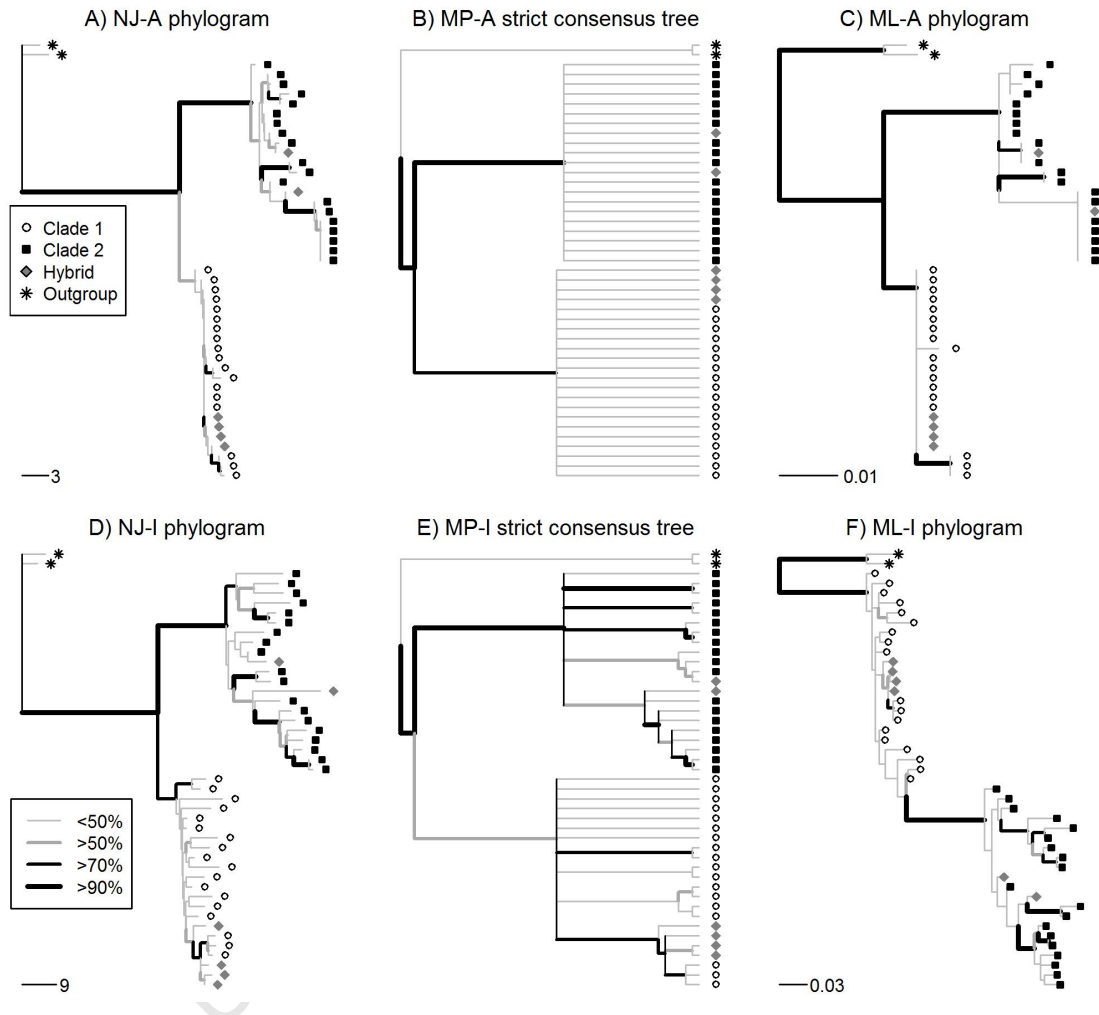 A) NJ-A phylogram
B) MP-A strict consensus tree
C) ML-A phylogram
Clade 1
Clade 2
Hybrid
Outgroup
3
0.01
D) NJ-I phylogram
E) MP-I strict consensus tree
F) ML-I phylogram
<50%
>50%
>70%
>90%
9
0.03